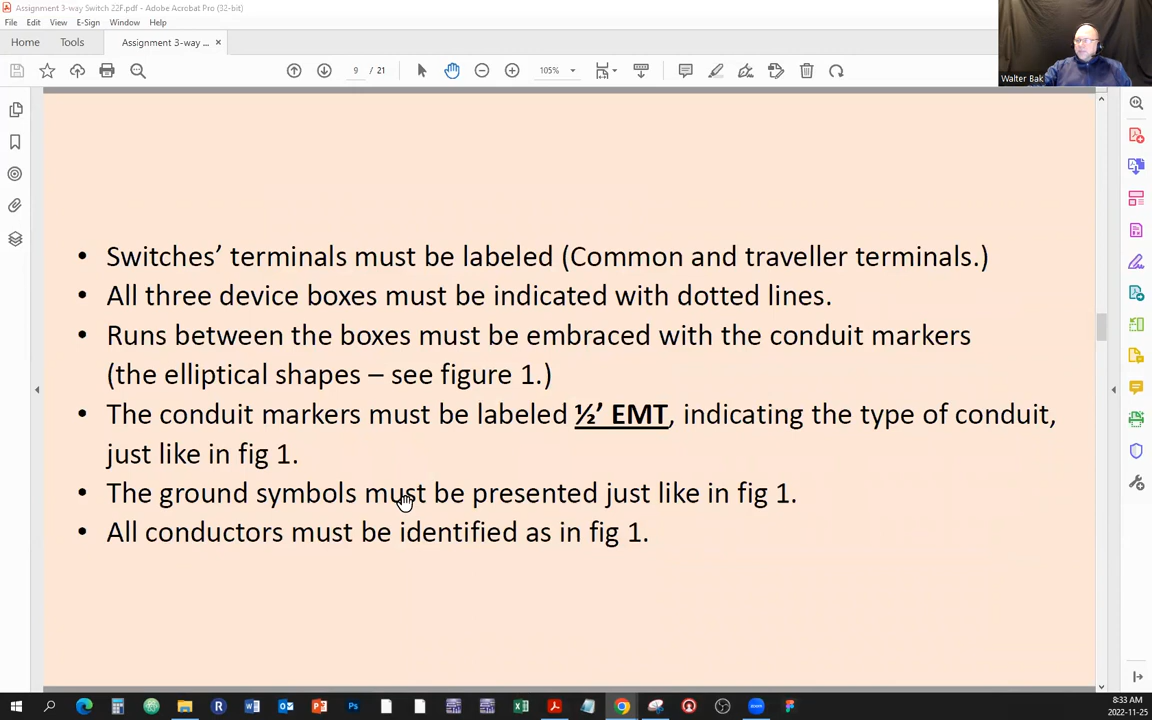 Assignment 3-way Switch 22F.pdf - Adobe Acrobat Pro (32-bit)
File Edit View E-Sign Window Help
Home Tools Assignment 3-way ... ×
9 / 21 105%
Walter Bak
• Switches’ terminals must be labeled (Common and traveller terminals.)
• All three device boxes must be indicated with dotted lines.
• Runs between the boxes must be embraced with the conduit markers
(the elliptical shapes – see figure 1.)
• The conduit markers must be labeled ½’ EMT, indicating the type of conduit,
just like in fig 1.
• The ground symbols must be presented just like in fig 1.
• All conductors must be identified as in fig 1.
8:33 AM
2022-11-25